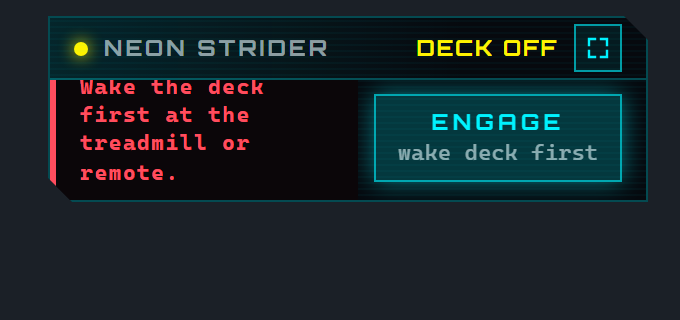 NEON STRIDER
DECK OFF
Wake the deck
first at the
treadmill or
remote.
ENGAGE
wake deck first